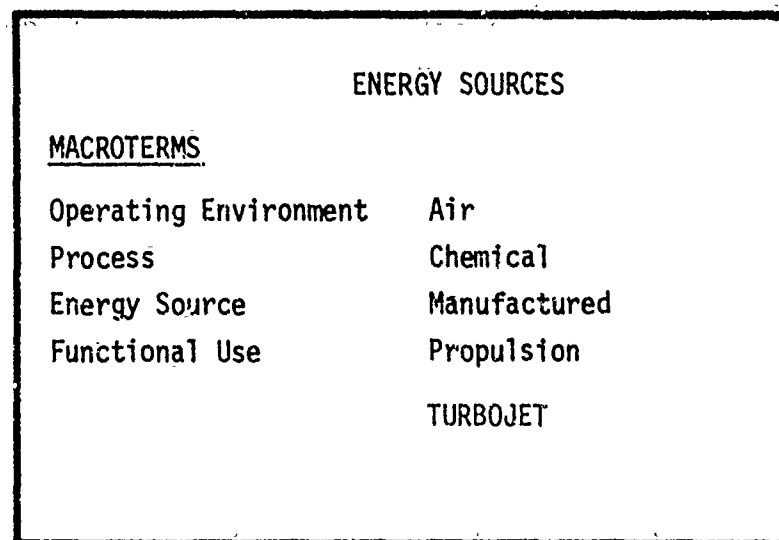 ENERGY SOURCES
MACROTERMS
Operating Environment Air
Process Chemical
Energy Source Manufactured
Functional Use Propulsion
TURBOJET